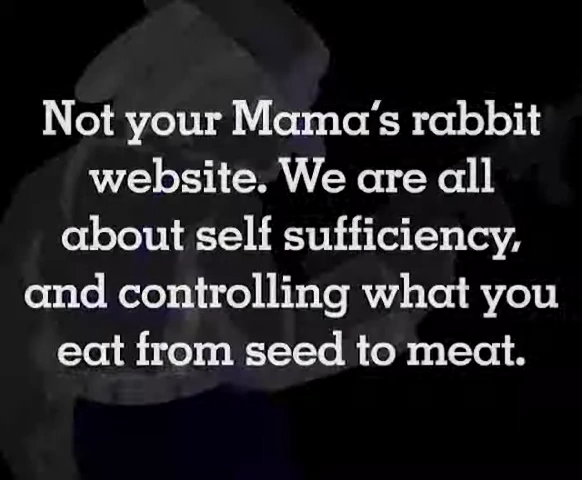 Not your Mama's rabbit
website. We are all
about self sufficiency,
and controlling what you
eat from seed to meat.